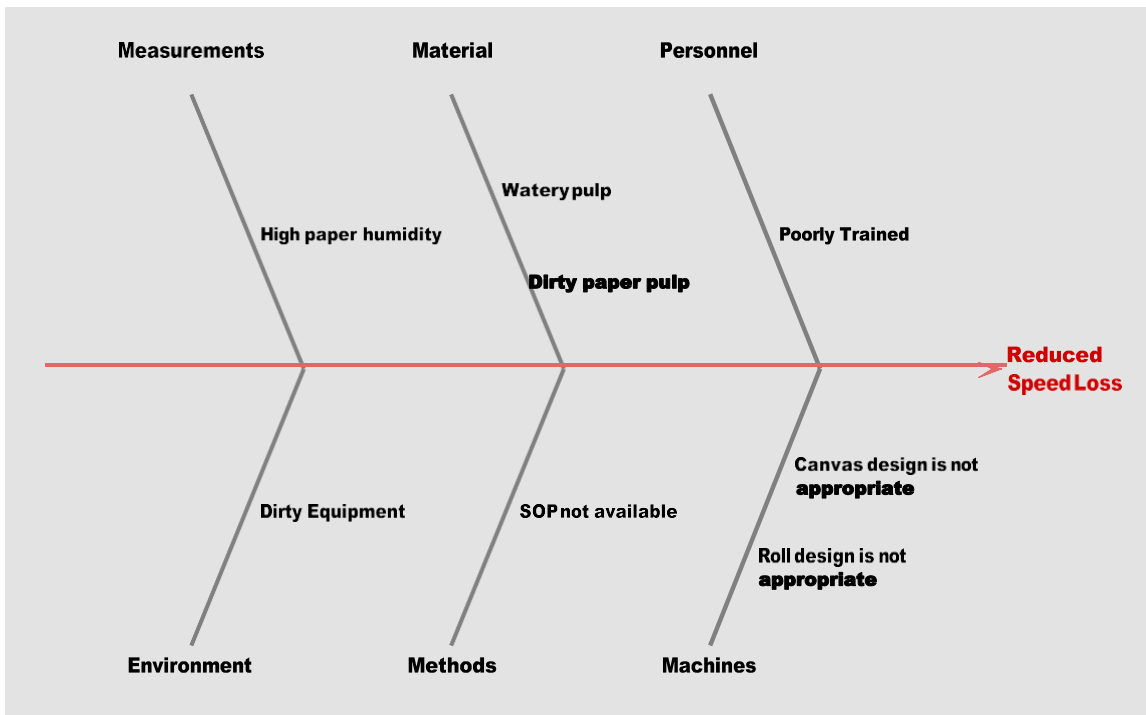 Measurements
Material
Personnel
Watery pulp
High paper humidity
Poorly Trained
Dirty paper pulp
Reduced
Speed Loss
Canvas design is not
appropriate
Dirty Equipment
SOP not available
Roll design is not
appropriate
Environment
Methods
Machines